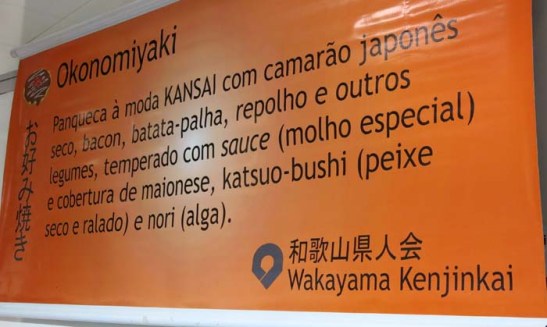 Okonomiyaki
お好み焼き
Panqueca à moda KANSAI com camarão japonês
seco, bacon, batata-palha, repolho e outros
legumes, temperado com sauce (molho especial)
e cobertura de maionese, katsuo-bushi (peixe
seco e ralado) e nori (alga).
和歌山県人会
Wakayama Kenjinkai